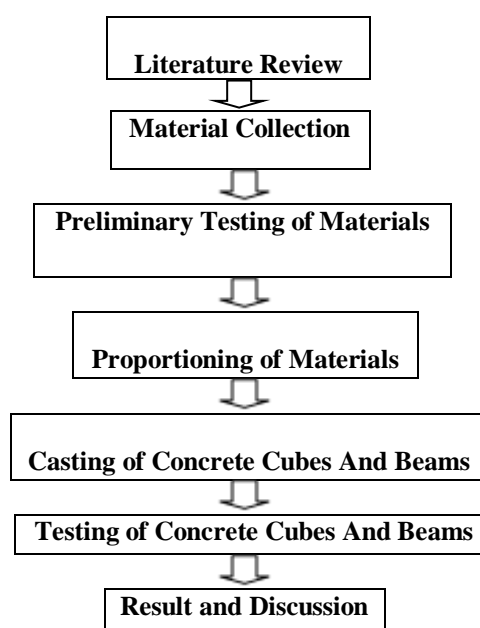 Literature Review
Material Collection
Preliminary Testing of Materials
Proportioning of Materials
Casting of Concrete Cubes And Beams
Testing of Concrete Cubes And Beams
Result and Discussion